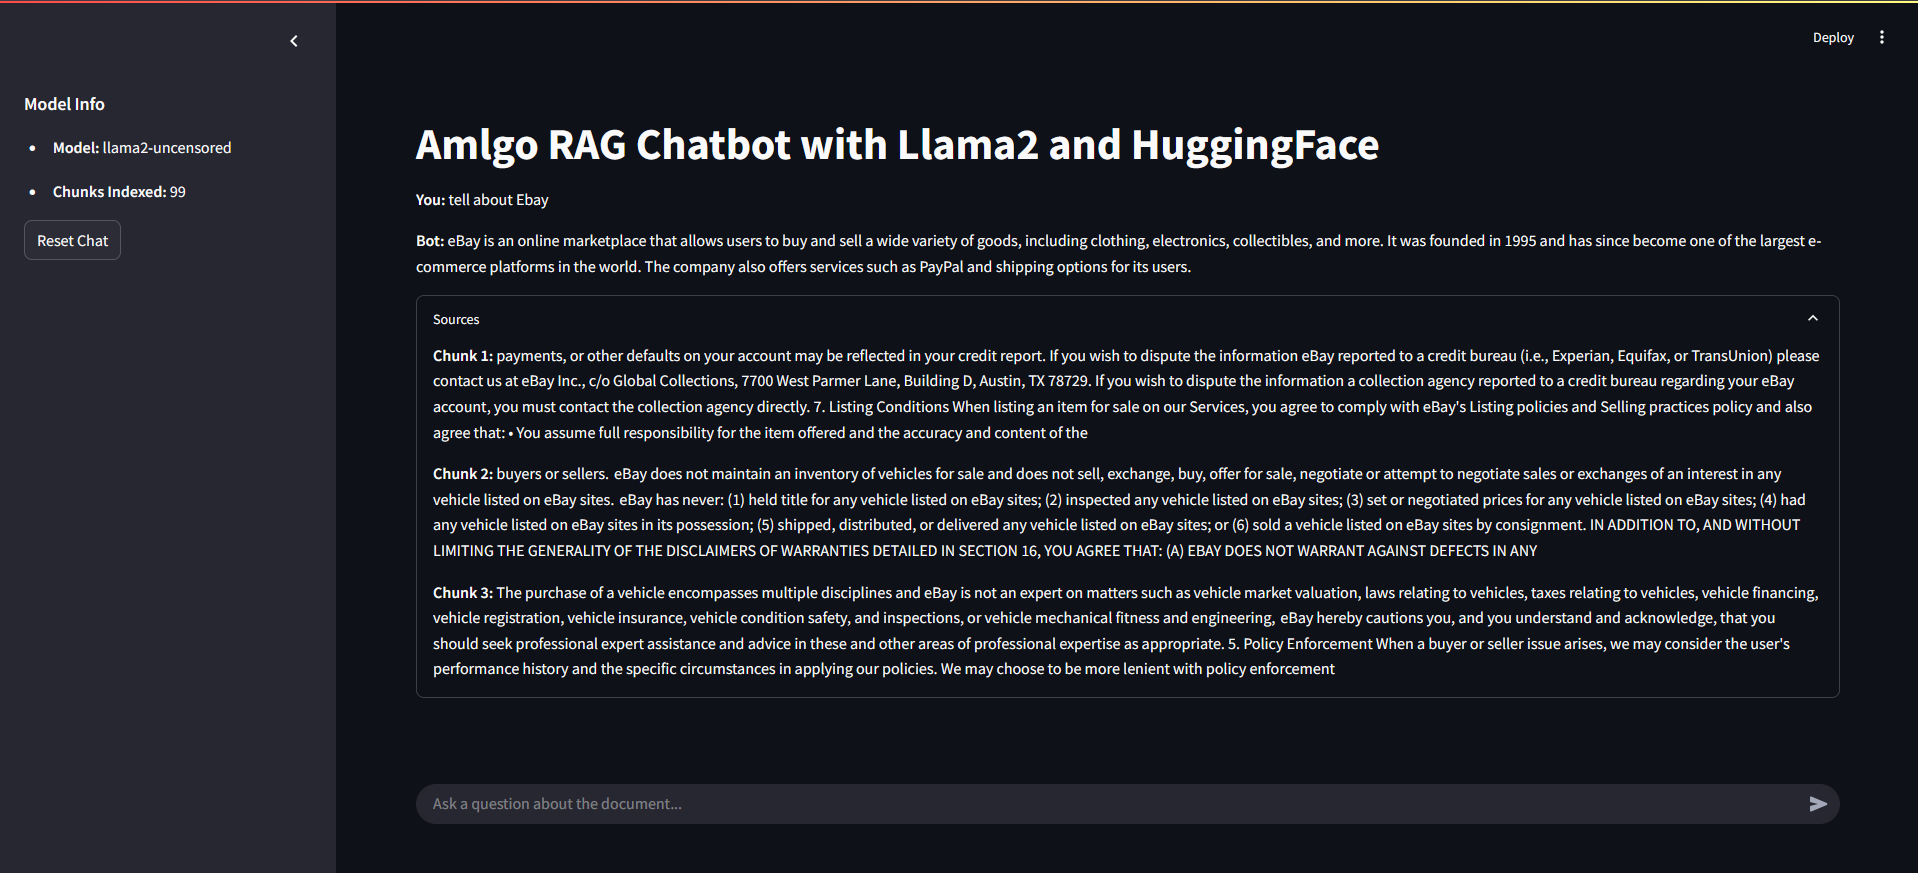 Deploy
Model Info
• Model: llama2-uncensored
• Chunks Indexed: 99
Reset Chat
Amlgo RAG Chatbot with Llama2 and HuggingFace
You: tell about Ebay
Bot: eBay is an online marketplace that allows users to buy and sell a wide variety of goods, including clothing, electronics, collectibles, and more. It was founded in 1995 and has since become one of the largest e-
commerce platforms in the world. The company also offers services such as PayPal and shipping options for its users.
Sources
Chunk 1: payments, or other defaults on your account may be reflected in your credit report. If you wish to dispute the information eBay reported to a credit bureau (i.e., Experian, Equifax, or TransUnion) please
contact us at eBay Inc., c/o Global Collections, 7700 West Parmer Lane, Building D, Austin, TX 78729. If you wish to dispute the information a collection agency reported to a credit bureau regarding your eBay
account, you must contact the collection agency directly. 7. Listing Conditions When listing an item for sale on our Services, you agree to comply with eBay's Listing policies and Selling practices policy and also
agree that: • You assume full responsibility for the item offered and the accuracy and content of the
Chunk 2: buyers or sellers. eBay does not maintain an inventory of vehicles for sale and does not sell, exchange, buy, offer for sale, negotiate or attempt to negotiate sales or exchanges of an interest in any
vehicle listed on eBay sites. eBay has never: (1) held title for any vehicle listed on eBay sites; (2) inspected any vehicle listed on eBay sites; (3) set or negotiated prices for any vehicle listed on eBay sites; (4) had
any vehicle listed on eBay sites in its possession; (5) shipped, distributed, or delivered any vehicle listed on eBay sites; or (6) sold a vehicle listed on eBay sites by consignment. IN ADDITION TO, AND WITHOUT
LIMITING THE GENERALITY OF THE DISCLAIMERS OF WARRANTIES DETAILED IN SECTION 16, YOU AGREE THAT: (A) EBAY DOES NOT WARRANT AGAINST DEFECTS IN ANY
Chunk 3: The purchase of a vehicle encompasses multiple disciplines and eBay is not an expert on matters such as vehicle market valuation, laws relating to vehicles, taxes relating to vehicles, vehicle financing,
vehicle registration, vehicle insurance, vehicle condition safety, and inspections, or vehicle mechanical fitness and engineering, eBay hereby cautions you, and you understand and acknowledge, that you
should seek professional expert assistance and advice in these and other areas of professional expertise as appropriate. 5. Policy Enforcement When a buyer or seller issue arises, we may consider the user's
performance history and the specific circumstances in applying our policies. We may choose to be more lenient with policy enforcement
Ask a question about the document...